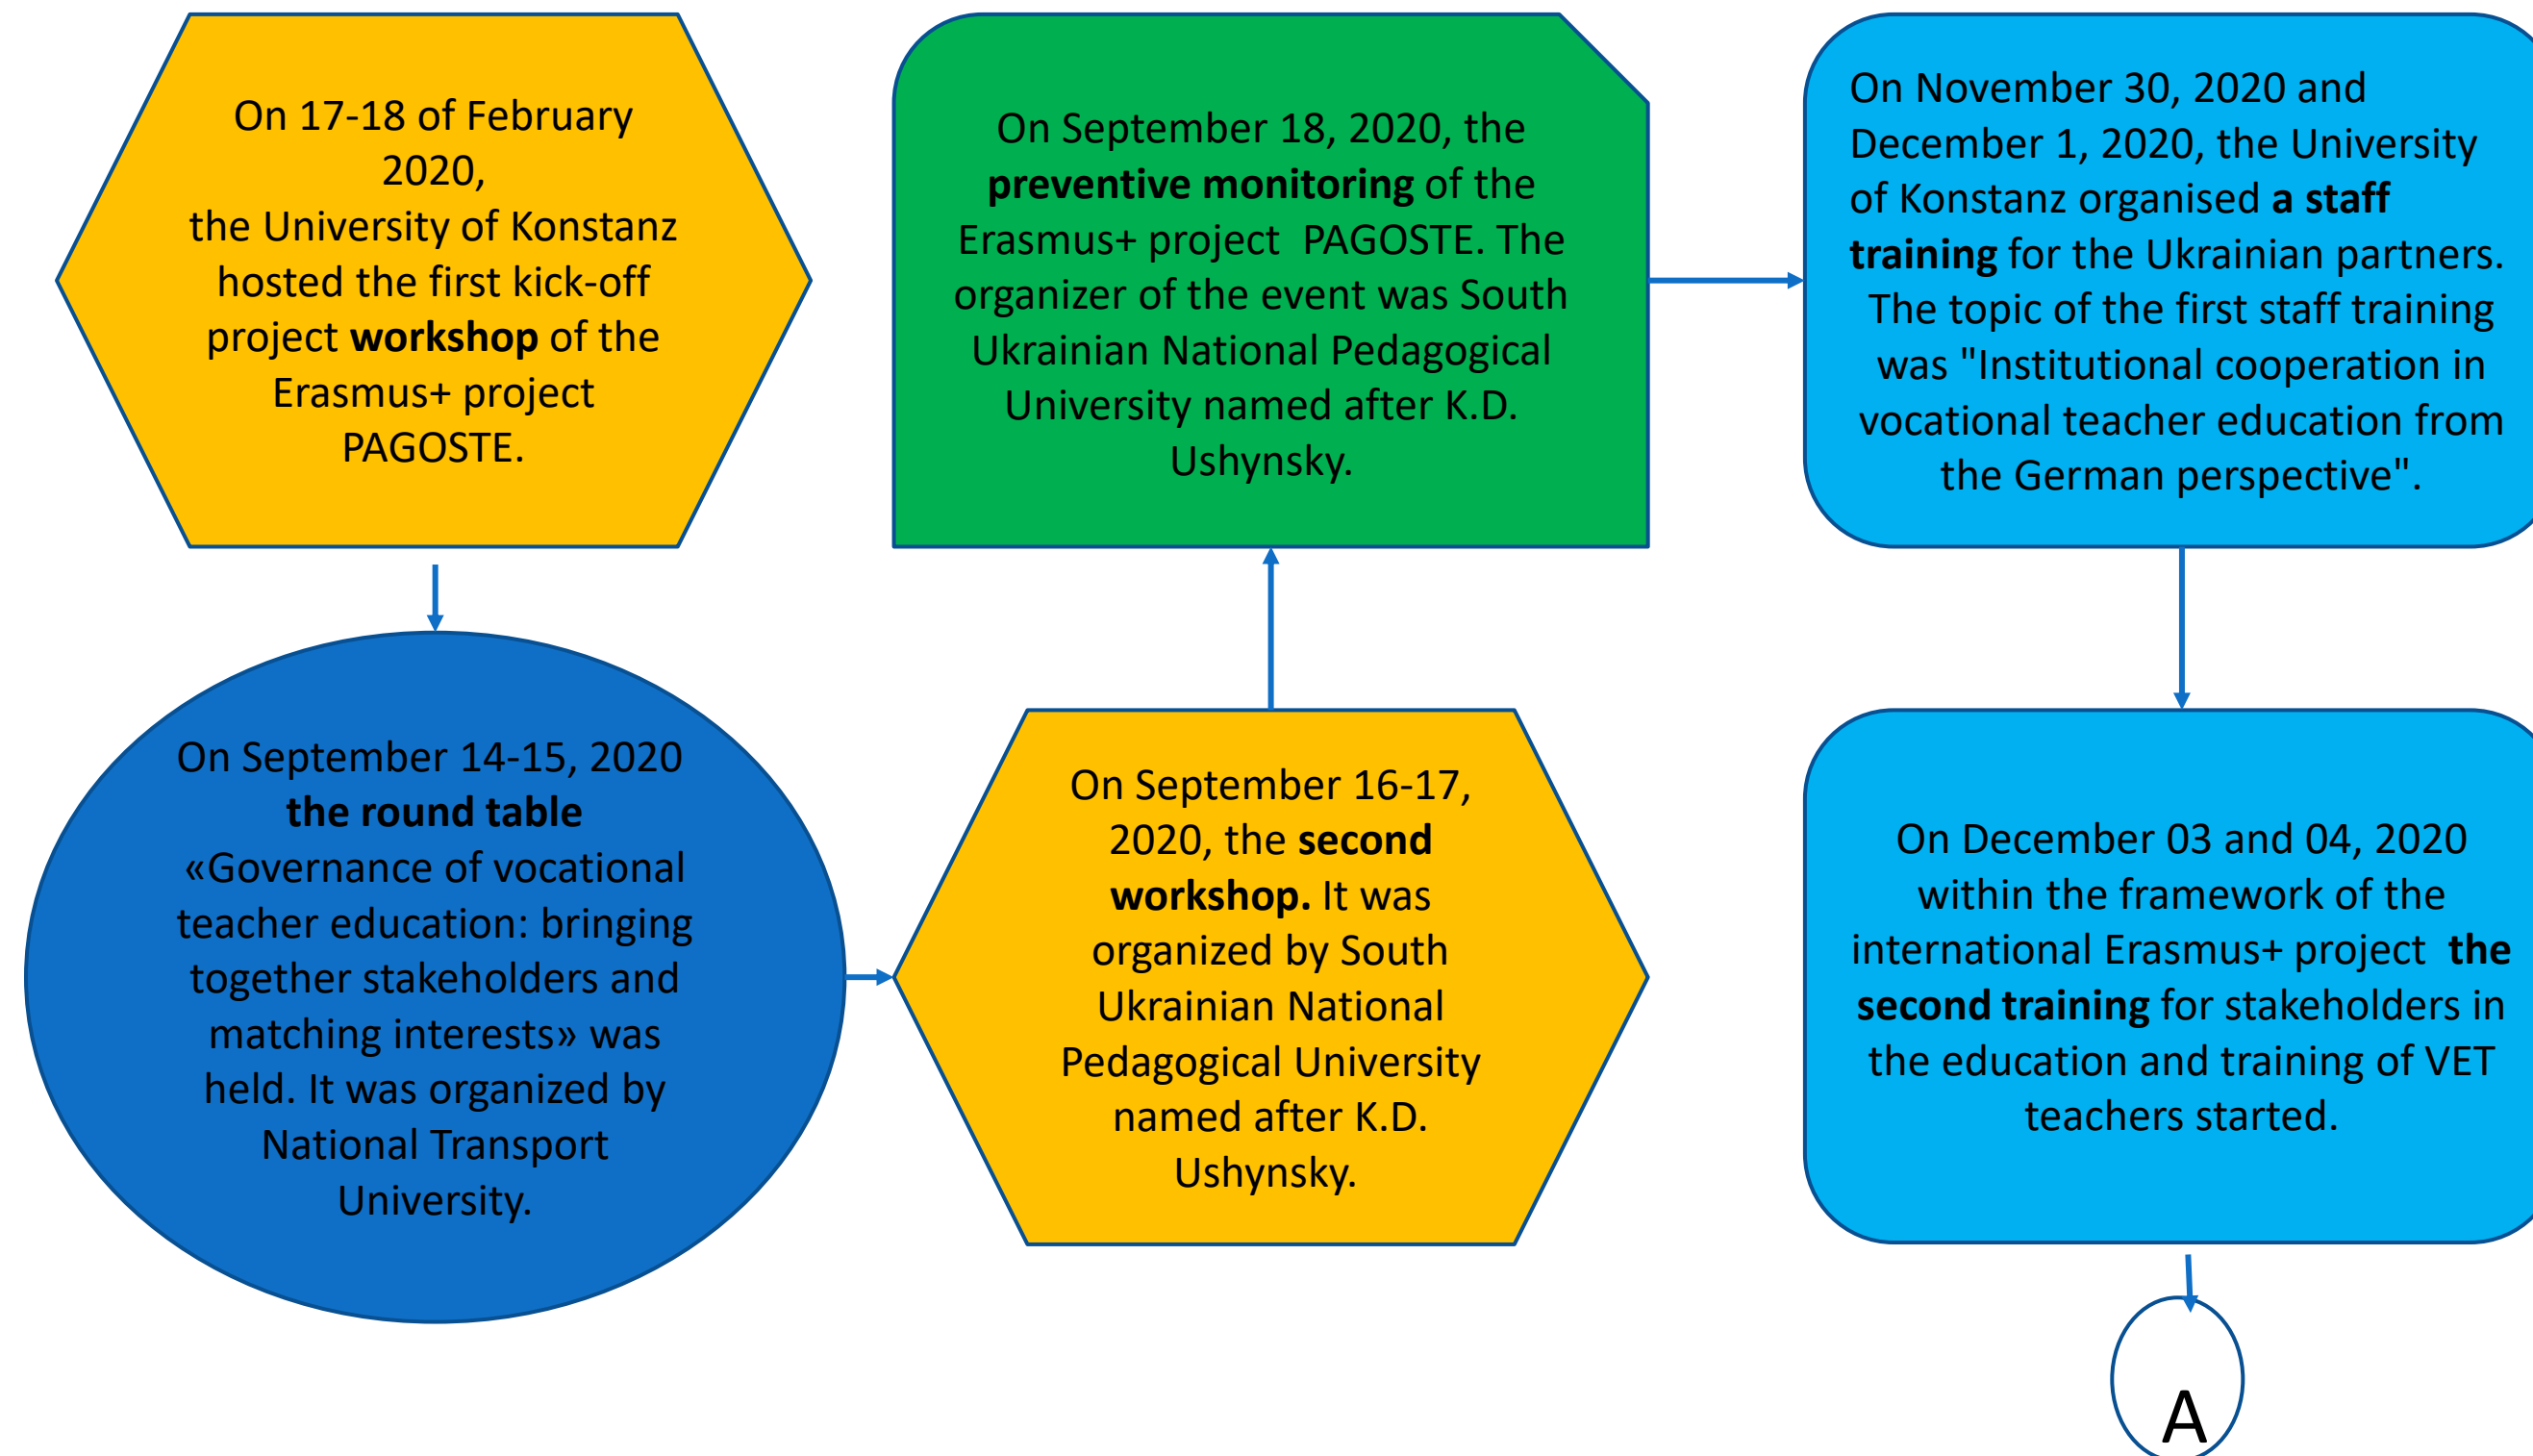 On 17-18 of February
2020,
the University of Konstanz
hosted the first kick-off
project workshop of the
Erasmus+ project
PAGOSTE.
On September 14-15, 2020
the round table
«Governance of vocational
teacher education: bringing
together stakeholders and
matching interests» was
held. It was organized by
National Transport
University.
On September 16-17,
2020, the second
workshop. It was
organized by South
Ukrainian National
Pedagogical University
named after K.D.
Ushynsky.
On September 18, 2020, the
preventive monitoring of the
Erasmus+ project  PAGOSTE. The
organizer of the event was South
Ukrainian National Pedagogical
University named after K.D.
Ushynsky.
On November 30, 2020 and
December 1, 2020, the University
of Konstanz organised a staff
training for the Ukrainian partners.
The topic of the first staff training
was "Institutional cooperation in
vocational teacher education from
the German perspective".
On December 03 and 04, 2020
within the framework of the
international Erasmus+ project  the
second training for stakeholders in
the education and training of VET
teachers started.
A